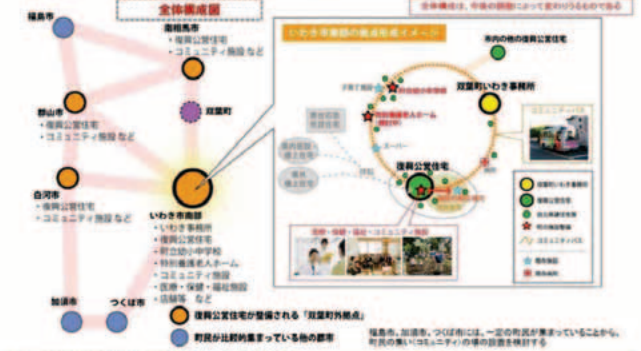 全体構成図
全体構成は、今後の調整によって変わりうるものである
福島市
南相馬市
・復興公営住宅
・コミュニティ施設 など
双葉町
郡山市
・復興公営住宅
・コミュニティ施設 など
白河市
・復興公営住宅
・コミュニティ施設 など
いわき市南部
・いわき事務所
・復興公営住宅
・町立幼小中学校
・特別養護老人ホーム
・コミュニティ施設
・医療・保健・福祉施設
・店舗等 など
加須市
つくば市
いわき市南部の拠点形成イメージ
市内の他の復興公営住宅
双葉町いわき事務所
コミュニティバス
スーパー
復興公営住宅
医療・保健・福祉・コミュニティ施設
双葉町いわき事務所
復興公営住宅
コミュニティバス
復興公営住宅が整備される「双葉町外拠点」
町民が比較的集まっている他の都市
福島市、加須市、つくば市には、一定の町民が集まっていることから、
町民の集い(コミュニティ)の場の設置を検討する